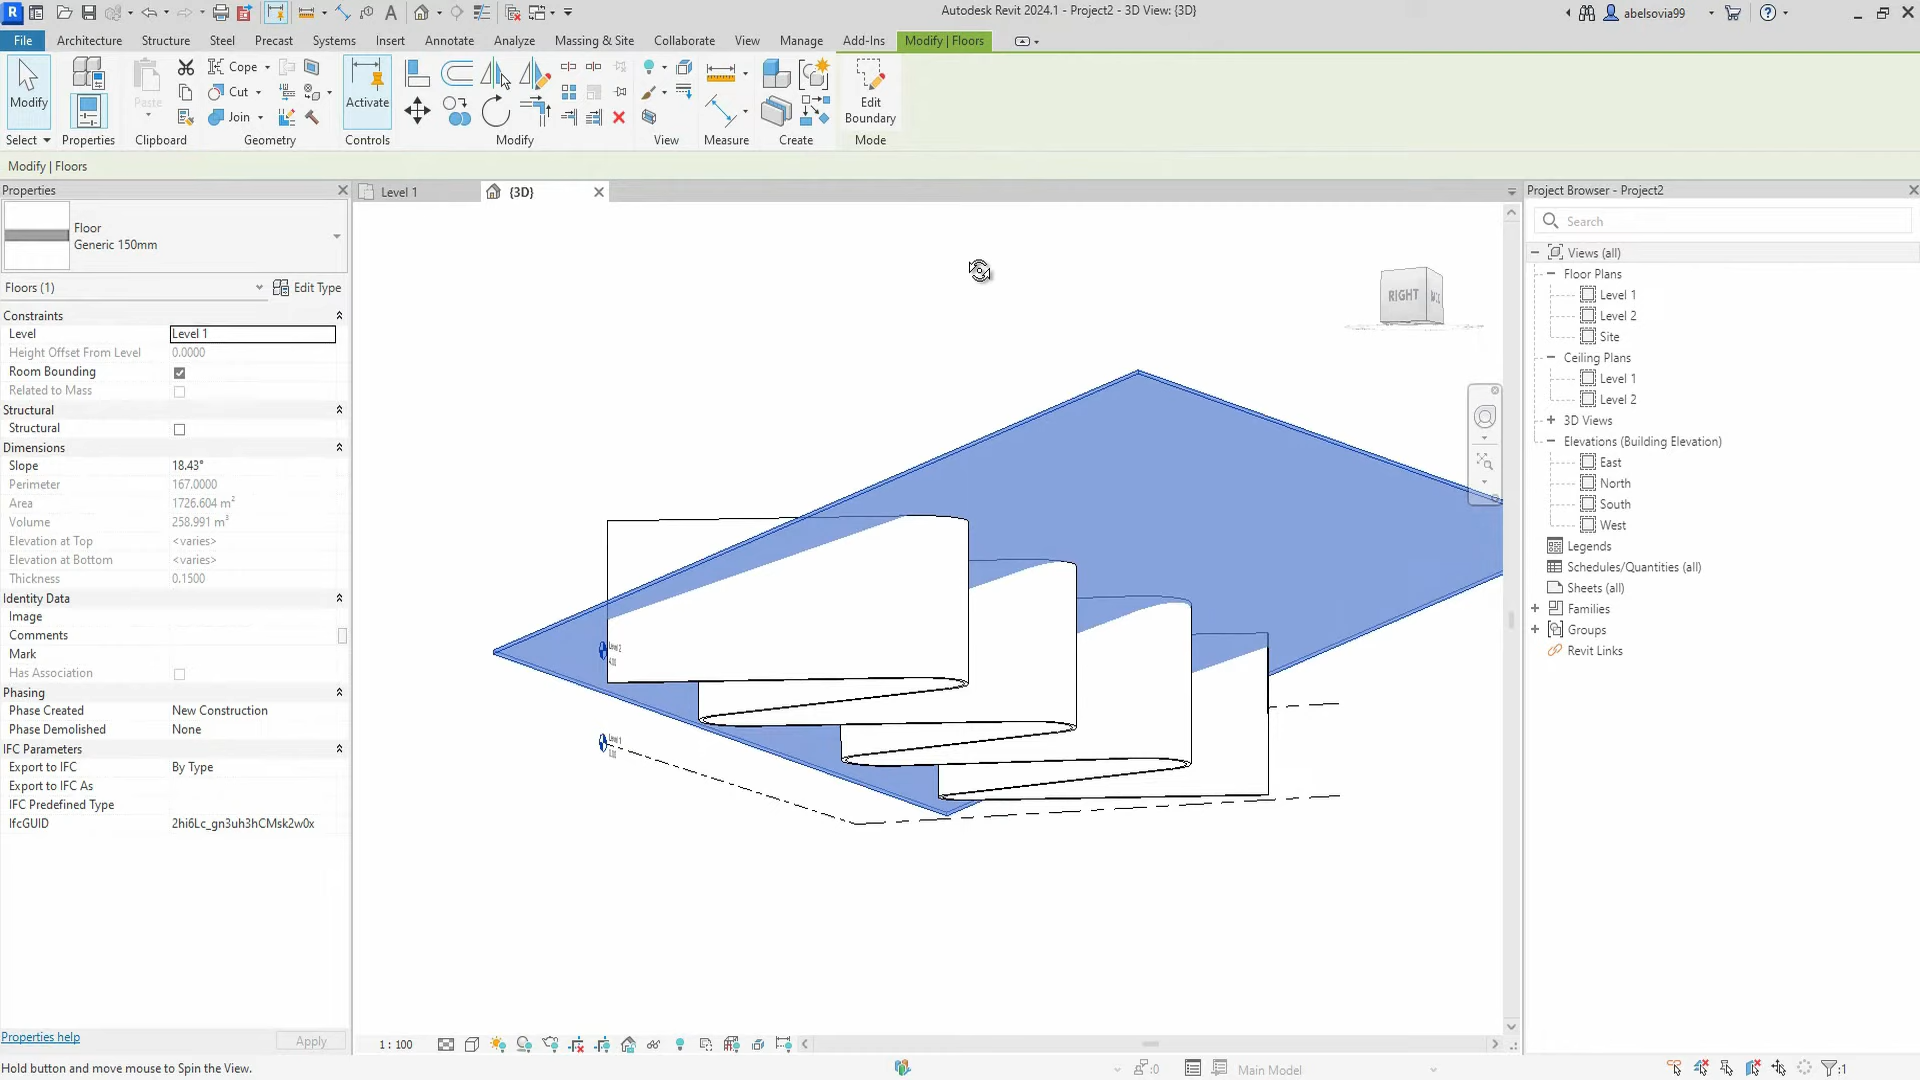 Autodesk Revit 2024.1 - Project2 - 3D View: {3D}
abelsovia99
File
Architecture
Structure
Steel
Precast
Systems
Insert
Annotate
Analyze
Massing & Site
Collaborate
View
Manage
Add-Ins
Modify | Floors
Modify
Paste
Cope
Cut
Join
Activate
Edit
Boundary
Select
Properties
Clipboard
Geometry
Controls
Modify
View
Measure
Create
Mode
Modify | Floors
Properties
Floor
Generic 150mm
Floors (1)
Edit Type
Constraints
Level
Level 1
Height Offset From Level
0.0000
Room Bounding
Related to Mass
Structural
Structural
Dimensions
Slope
18.43°
Perimeter
167.0000
Area
1726.604 m²
Volume
258.991 m³
Elevation at Top
<varies>
Elevation at Bottom
<varies>
Thickness
0.1500
Identity Data
Image
Comments
Mark
Has Association
Phasing
Phase Created
New Construction
Phase Demolished
None
IFC Parameters
Export to IFC
By Type
Export to IFC As
IFC Predefined Type
IfcGUID
2hi6Lc_gn3uh3hCMsk2w0x
Properties help
Apply
Level 1
{3D}
RIGHT
Level 2
Level 1
1 : 100
Project Browser - Project2
Search
Views (all)
Floor Plans
Level 1
Level 2
Site
Ceiling Plans
Level 1
Level 2
3D Views
Elevations (Building Elevation)
East
North
South
West
Legends
Schedules/Quantities (all)
Sheets (all)
Families
Groups
Revit Links
Hold button and move mouse to Spin the View.
:0
Main Model
:1